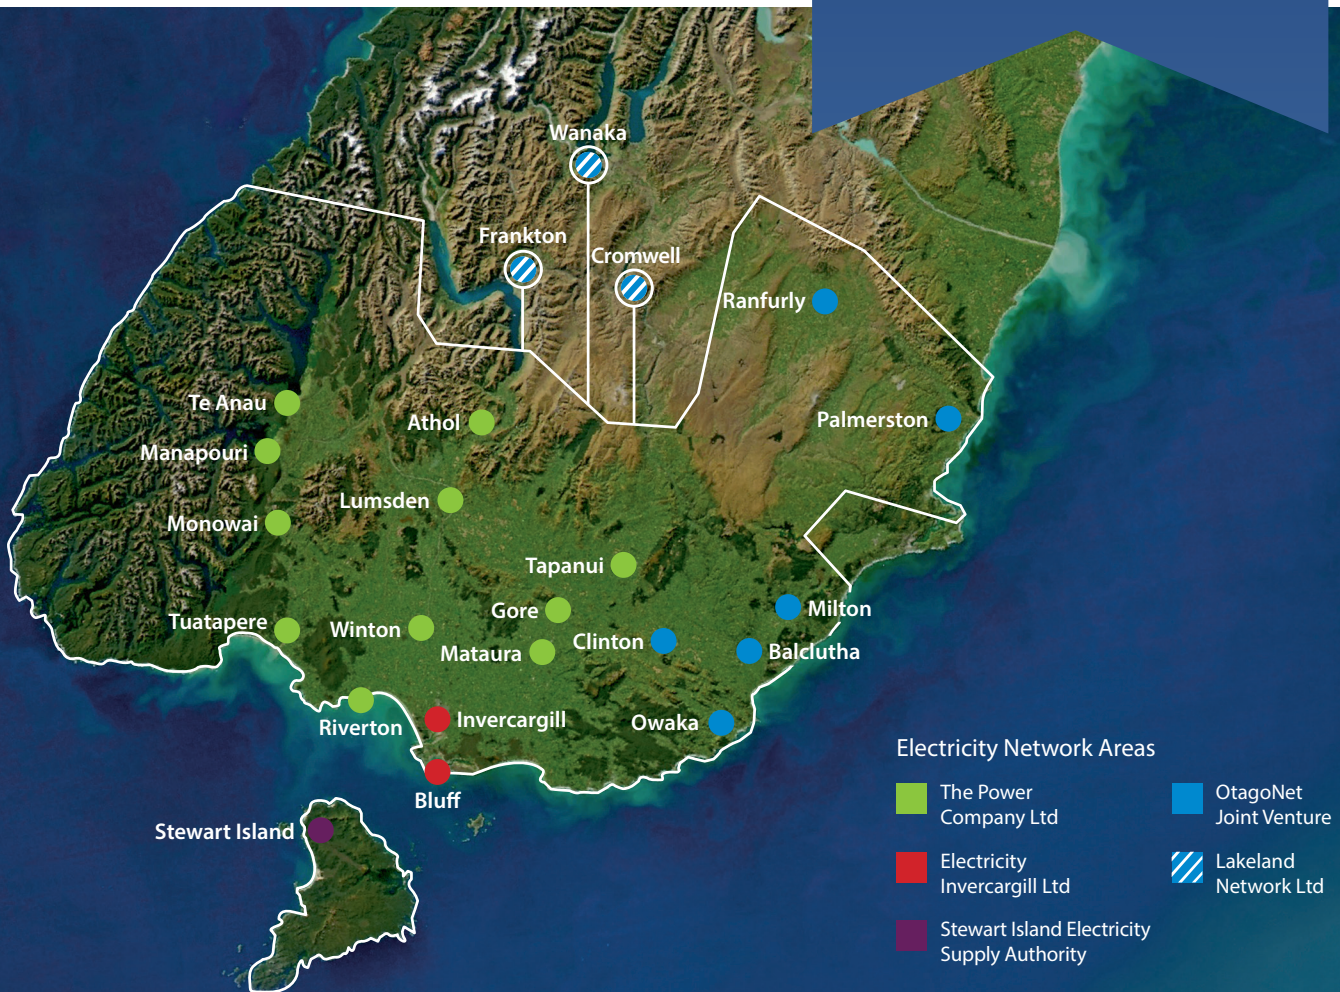 Wanaka
Frankton
Cromwell
Ranfurly
Te Anau
Athol
Palmerston
Manapouri
Lumsden
Monowai
Tapanui
Gore
Milton
Tuatapere
Winton
Clinton
Mataura
Balclutha
Riverton
Invercargill
Owaka
Bluff
Stewart Island
Electricity Network Areas
The Power
Company Ltd
Electricity
Invercargill Ltd
Stewart Island Electricity
Supply Authority
OtagoNet
Joint Venture
Lakeland
Network Ltd